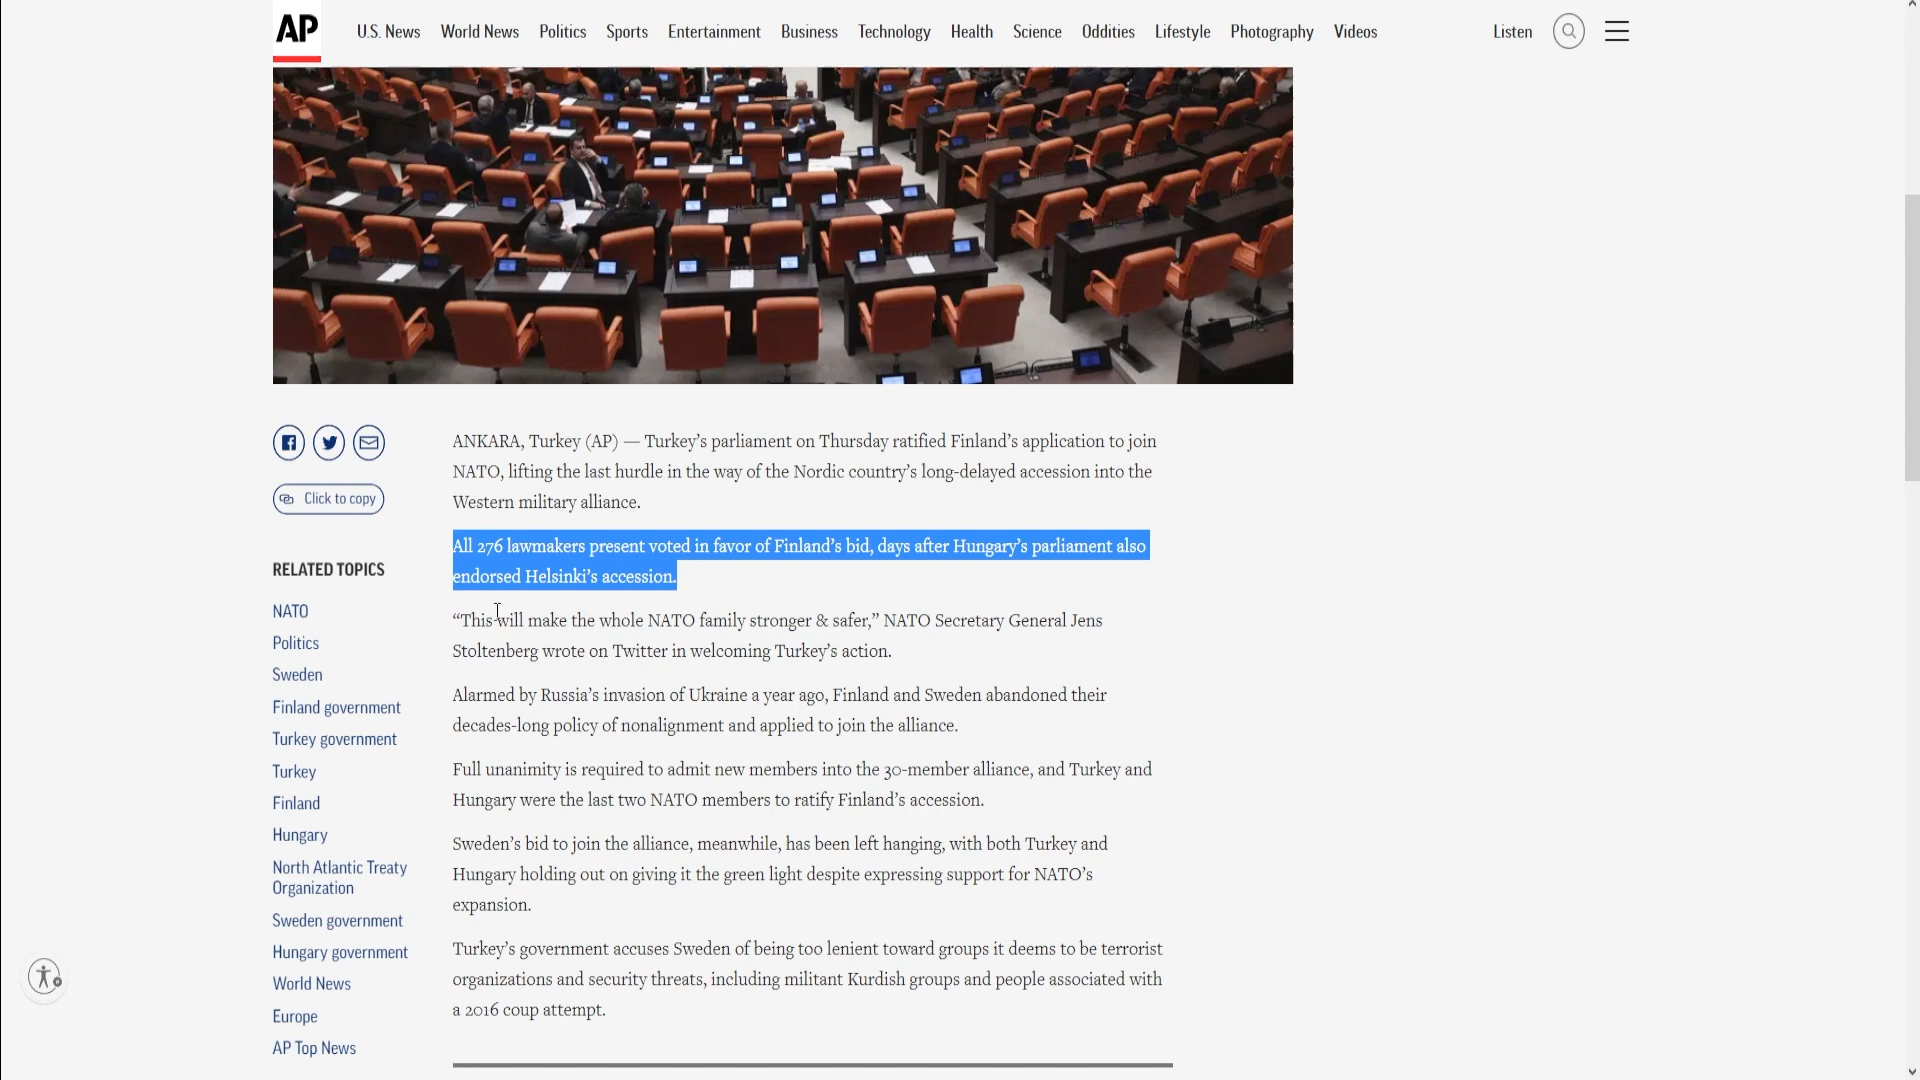 AP
U.S. News World News Politics Sports Entertainment Business Technology Health Science Oddities Lifestyle Photography Videos Listen
Click to copy
RELATED TOPICS
NATO
Politics
Sweden
Finland government
Turkey government
Turkey
Finland
Hungary
North Atlantic Treaty
Organization
Sweden government
Hungary government
World News
Europe
AP Top News
ANKARA, Turkey (AP) — Turkey’s parliament on Thursday ratified Finland’s application to join
NATO, lifting the last hurdle in the way of the Nordic country’s long-delayed accession into the
Western military alliance.
All 276 lawmakers present voted in favor of Finland’s bid, days after Hungary’s parliament also
endorsed Helsinki’s accession.
“This will make the whole NATO family stronger & safer,” NATO Secretary General Jens
Stoltenberg wrote on Twitter in welcoming Turkey’s action.
Alarmed by Russia’s invasion of Ukraine a year ago, Finland and Sweden abandoned their
decades-long policy of nonalignment and applied to join the alliance.
Full unanimity is required to admit new members into the 30-member alliance, and Turkey and
Hungary were the last two NATO members to ratify Finland’s accession.
Sweden’s bid to join the alliance, meanwhile, has been left hanging, with both Turkey and
Hungary holding out on giving it the green light despite expressing support for NATO’s
expansion.
Turkey’s government accuses Sweden of being too lenient toward groups it deems to be terrorist
organizations and security threats, including militant Kurdish groups and people associated with
a 2016 coup attempt.